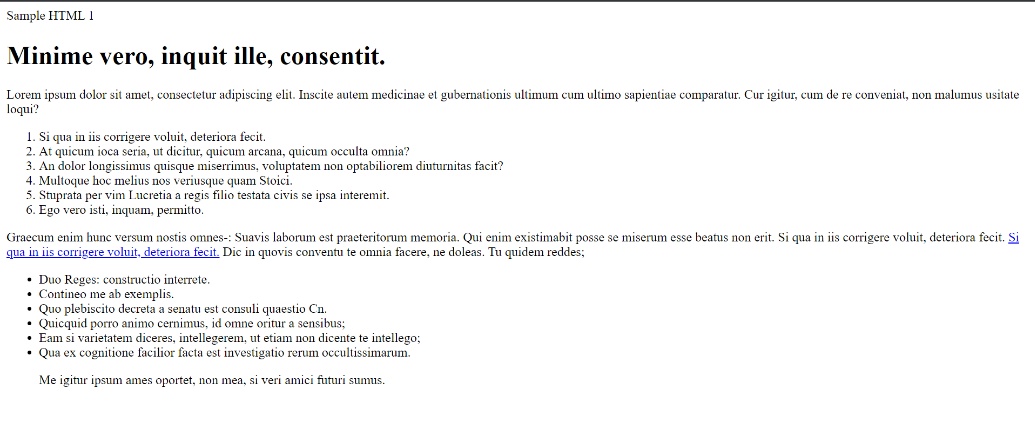 Sample HTML 1
Minime vero, inquit ille, consentit.
Lorem ipsum dolor sit amet, consectetur adipiscing elit. Inscite autem medicinae et gubernationis ultimum cum ultimo sapientiae comparatur. Cur igitur, cum de re conveniat, non malumus usitate
loqui?
1. Si qua in iis corrigere voluit, deteriora fecit.
2. At quicum ioca seria, ut dicitur, quicum arcana, quicum occulta omnia?
3. An dolor longissimus quisque miserrimus, voluptatem non optabiliorem diuturnitas facit?
4. Multoque hoc melius nos veriusque quam Stoici.
5. Stuprata per vim Lucretia a regis filio testata civis se ipsa interemit.
6. Ego vero isti, inquam, permitto.
Graecum enim hunc versum nostis omnes-: Suavis laborum est praeteritorum memoria. Qui enim existimabit posse se miserum esse beatus non erit. Si qua in iis corrigere voluit, deteriora fecit. Si
qua in iis corrigere voluit, deteriora fecit. Dic in quovis conventu te omnia facere, ne doleas. Tu quidem reddes;
• Duo Reges: constructio interrete.
• Contineo me ab exemplis.
• Quo plebiscito decreta a senatu est consuli quaestio Cn.
• Quicquid porro animo cernimus, id omne oritur a sensibus;
• Eam si varietatem diceres, intellegerem, ut etiam non dicente te intellego;
• Qua ex cognitione facilior facta est investigatio rerum occultissimarum.
Me igitur ipsum ames oportet, non mea, si veri amici futuri sumus.